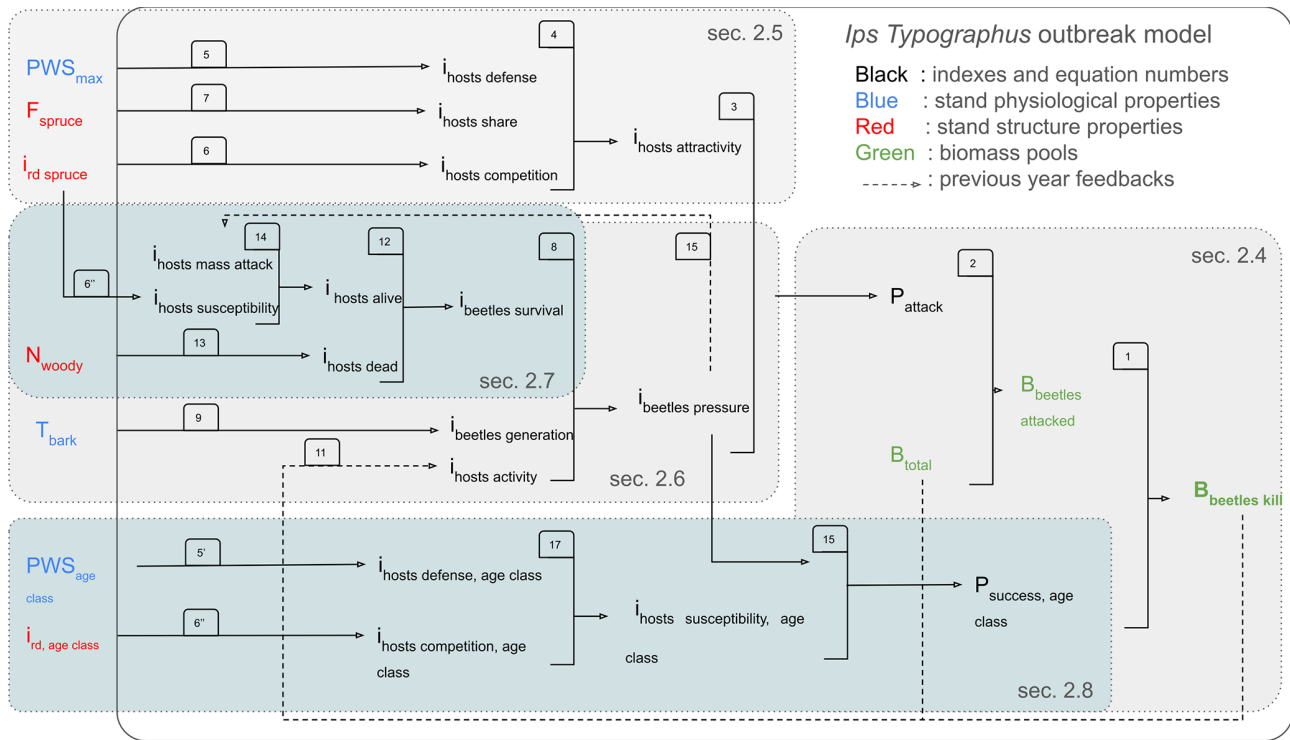 sec. 2.5
Ips Typographus outbreak model
Black : indexes and equation numbers
Blue : stand physiological properties
Red : stand structure properties
Green : biomass pools
: previous year feedbacks
PWSmax
5
ihosts defense
4
Fspruce
7
ihosts share
3
ird spruce
6
ihosts competition
ihosts attractivity
14
12
8
15
sec. 2.4
ihosts mass attack
2
6''
ihosts susceptibility
ihosts alive
ibeetles survival
Pattack
Nwoody
13
ihosts dead
1
sec. 2.7
Bbeetles
attacked
ibeetles pressure
Tbark
9
ibeetles generation
11
ihosts activity
sec. 2.6
Btotal
Bbeetles kill
PWSage
class
5'
ihosts defense, age class
17
15
ird, age class
6''
ihosts competition, age
class
ihosts susceptibility, age
class
Psuccess, age
class
sec. 2.8